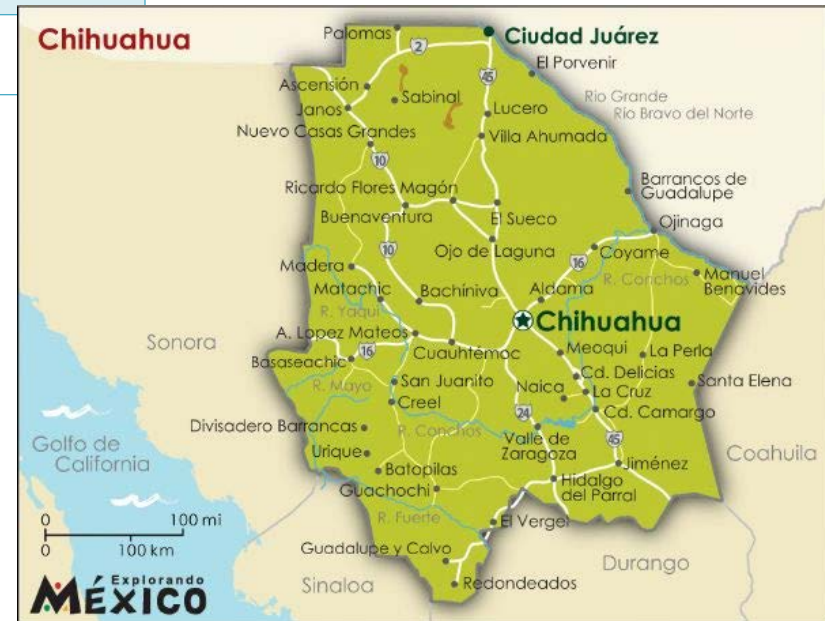 Chihuahua
Palomas
2
Ciudad Juárez
El Porvenir
45
Ascensión
Sabinal
Rio Grande
Río Bravo del Norte
Janos
Lucero
Nuevo Casas Grandes
Villa Ahumada
10
Barrancos de
Guadalupe
Ricardo Flores Magón
Buenaventura
El Sueco
Ojinaga
10
Ojo de Laguna
16
Coyame
Madera
R. Conchos
Manuel
Benavides
Matachic
Bachíniva
Aldama
R. Yaqui
Chihuahua
A. Lopez Mateos
Sonora
16
Cuauhtémoc
Meoqui
La Perla
Basaseachic
Cd. Delicias
R. Mayo
San Juanito
Naica
La Cruz
Santa Elena
Creel
24
Cd. Camargo
Divisadero Barrancas
R. Conchos
Valle de
Zaragoza
45
Golfo de
California
Urique
Coahuila
Batopilas
Jiménez
Guachochi
Hidalgo
del Parral
0 100 mi
R. Fuerte
El Vergel
0 100 km
Guadalupe y Calvo
Durango
Explorando
MÉXICO
Sinaloa
Redondeados